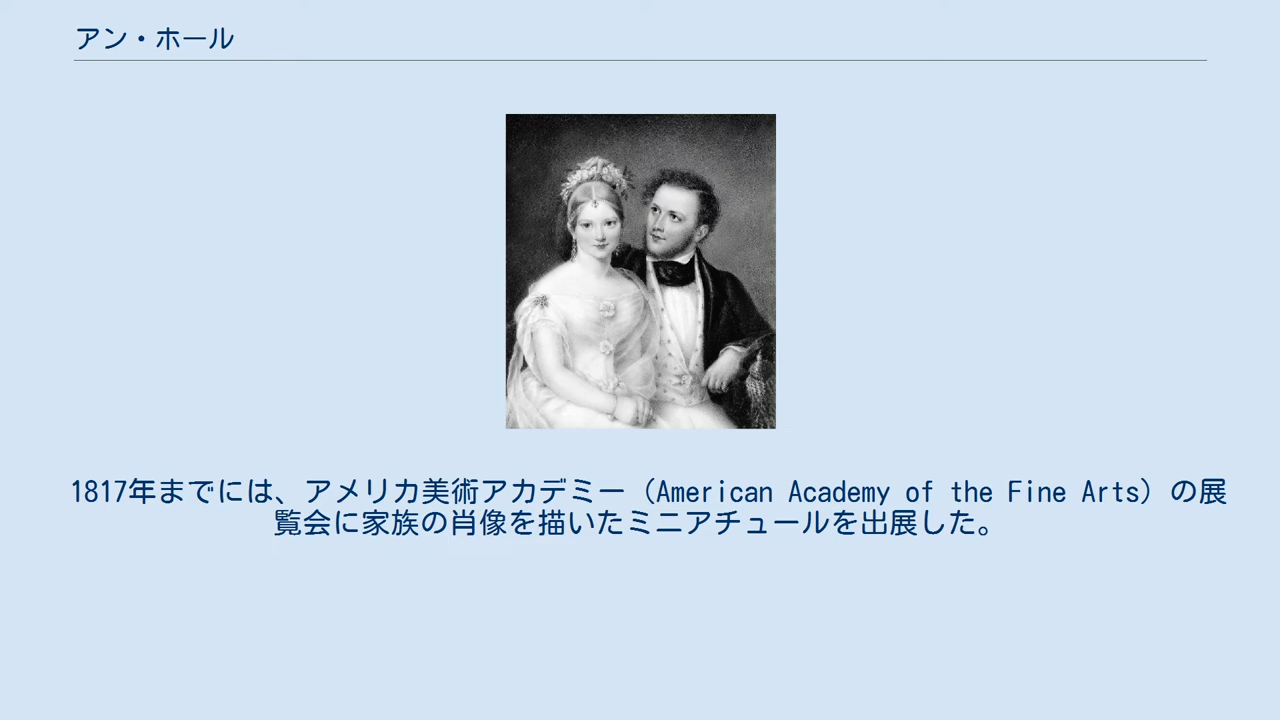 アン・ホール
1817年までには、アメリカ美術アカデミー（American Academy of the Fine Arts）の展
覧会に家族の肖像を描いたミニアチュールを出展した。